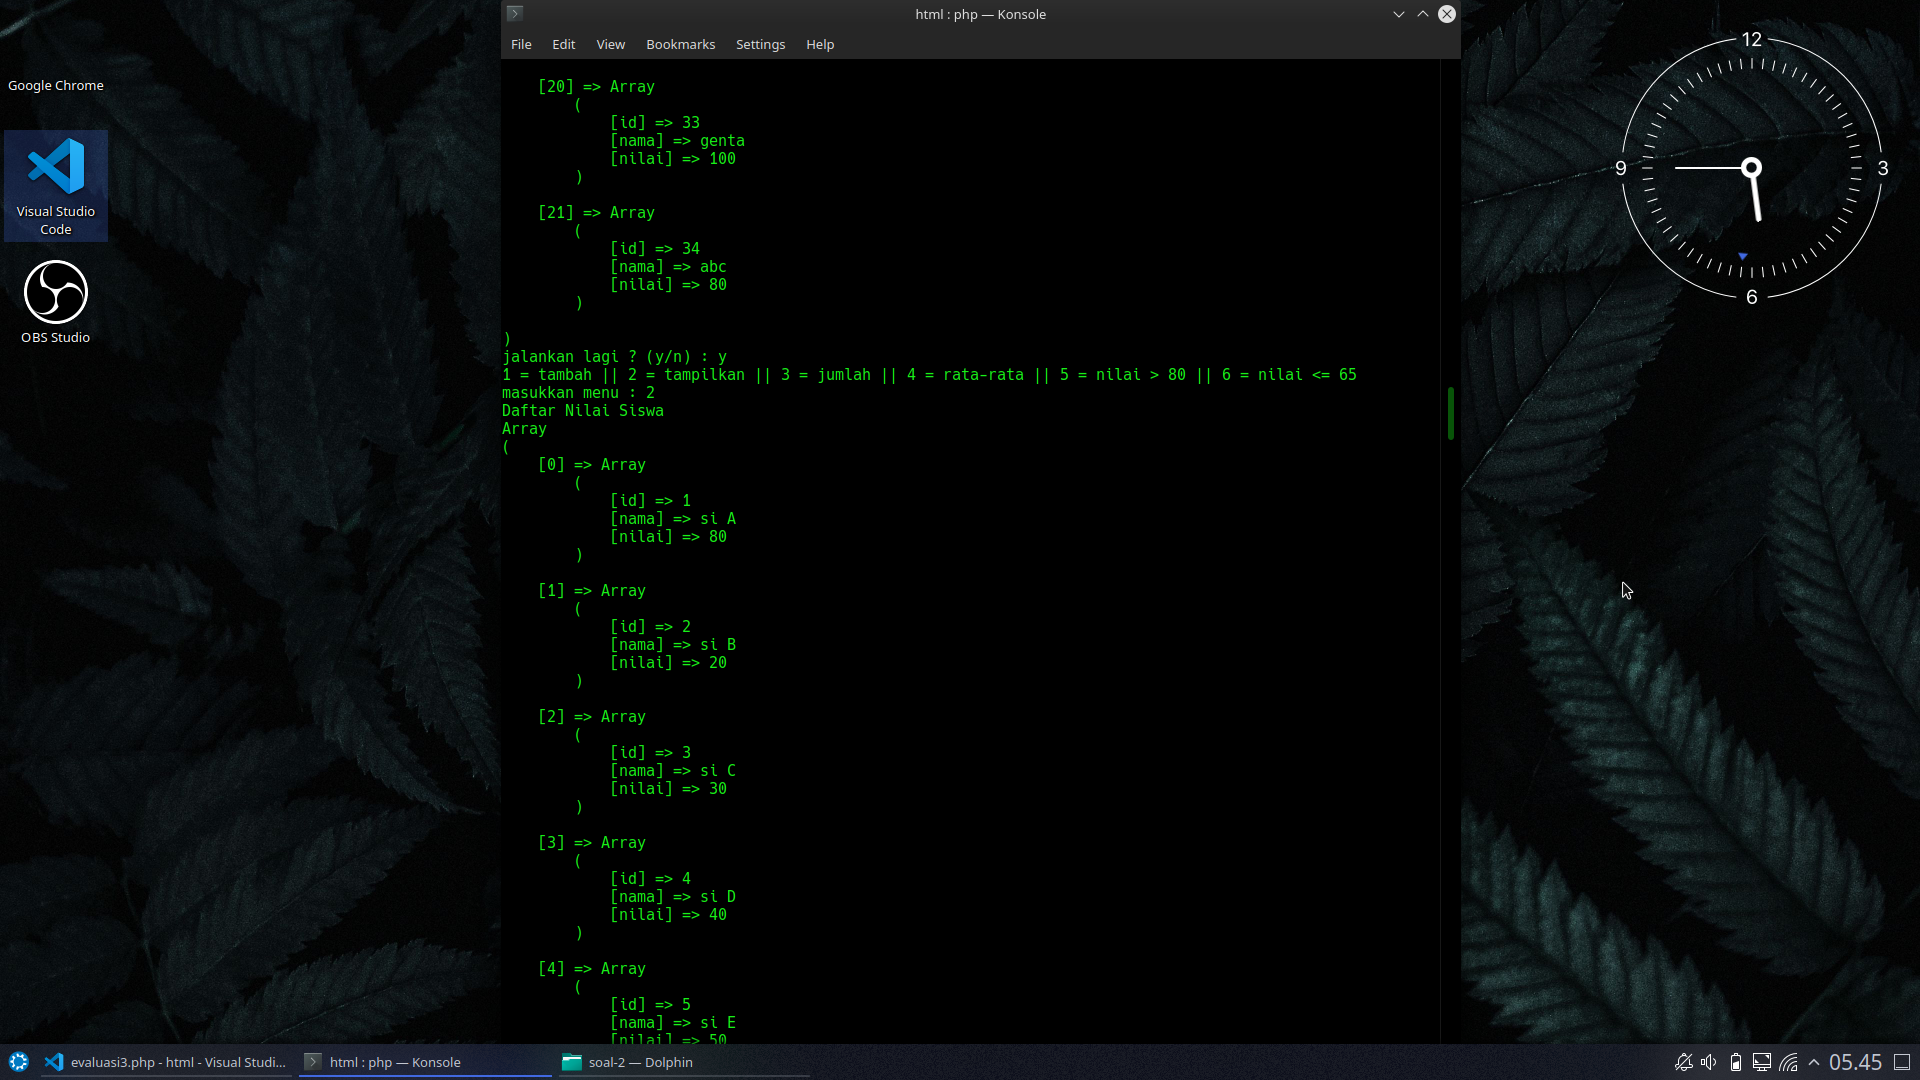 html : php — Konsole
File Edit View Bookmarks Settings Help
Google Chrome
Visual Studio
Code
OBS Studio
12
9
3
6
[20] => Array
(
[id] => 33
[nama] => genta
[nilai] => 100
)
[21] => Array
(
[id] => 34
[nama] => abc
[nilai] => 80
)
)
jalankan lagi ? (y/n) : y
1 = tambah || 2 = tampilkan || 3 = jumlah || 4 = rata-rata || 5 = nilai > 80 || 6 = nilai <= 65
masukkan menu : 2
Daftar Nilai Siswa
Array
(
[0] => Array
(
[id] => 1
[nama] => si A
[nilai] => 80
)
[1] => Array
(
[id] => 2
[nama] => si B
[nilai] => 20
)
[2] => Array
(
[id] => 3
[nama] => si C
[nilai] => 30
)
[3] => Array
(
[id] => 4
[nama] => si D
[nilai] => 40
)
[4] => Array
(
[id] => 5
[nama] => si E
[nilai] => 50
evaluasi3.php - html - Visual Studi...
html : php — Konsole
soal-2 — Dolphin
05.45